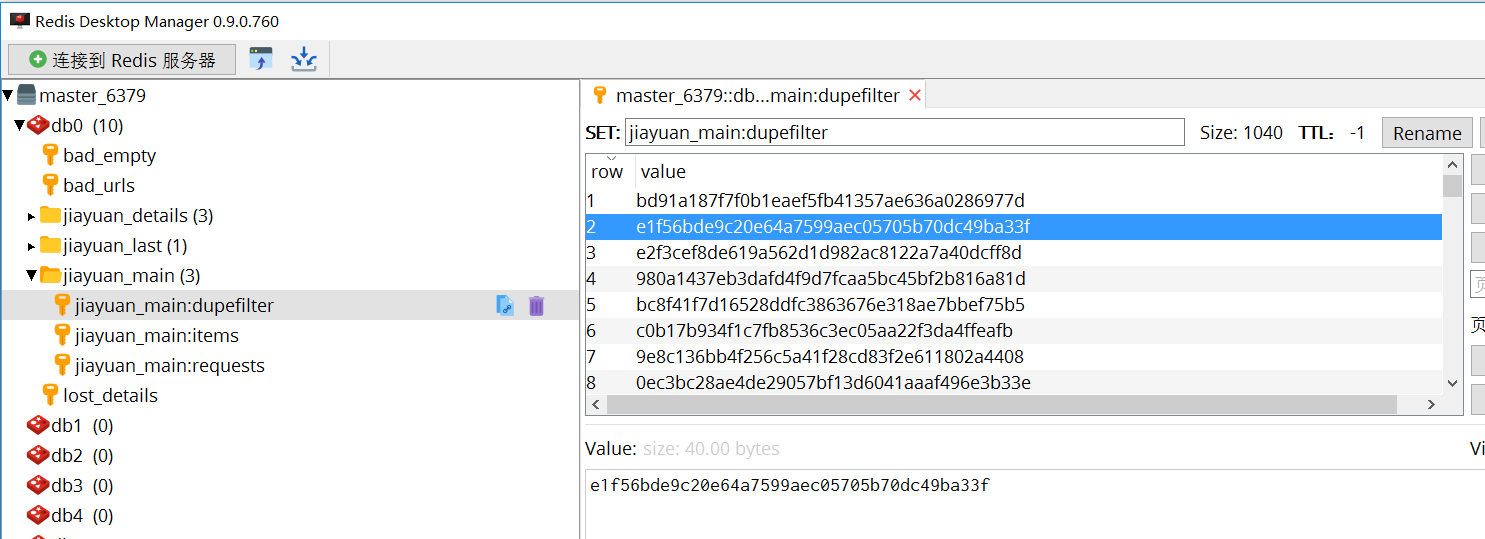 Redis Desktop Manager 0.9.0.760
连接到 Redis 服务器
master_6379
db0 (10)
bad_empty
bad_urls
jiayuan_details (3)
jiayuan_last (1)
jiayuan_main (3)
jiayuan_main:dupefilter
jiayuan_main:items
jiayuan_main:requests
lost_details
db1 (0)
db2 (0)
db3 (0)
db4 (0)
master_6379::db...main:dupefilter
SET: jiayuan_main:dupefilter Size: 1040 TTL: -1 Rename
row value
1 bd91a187f7f0b1eaef5fb41357ae636a0286977d
2 e1f56bde9c20e64a7599aec05705b70dc49ba33f
3 e2f3cef8de619a562d1d982ac8122a7a40dcff8d
4 980a1437eb3dafd4f9d7fcaa5bc45bf2b816a81d
5 bc8f41f7d16528ddfc3863676e318ae7bbef75b5
6 c0b17b934f1c7fb8536c3ec05aa22f3da4ffeafb
7 9e8c136bb4f256c5a41f28cd83f2e611802a4408
8 0ec3bc28ae4de29057bf13d6041aaaf496e3b33e
Value: size: 40.00 bytes
e1f56bde9c20e64a7599aec05705b70dc49ba33f